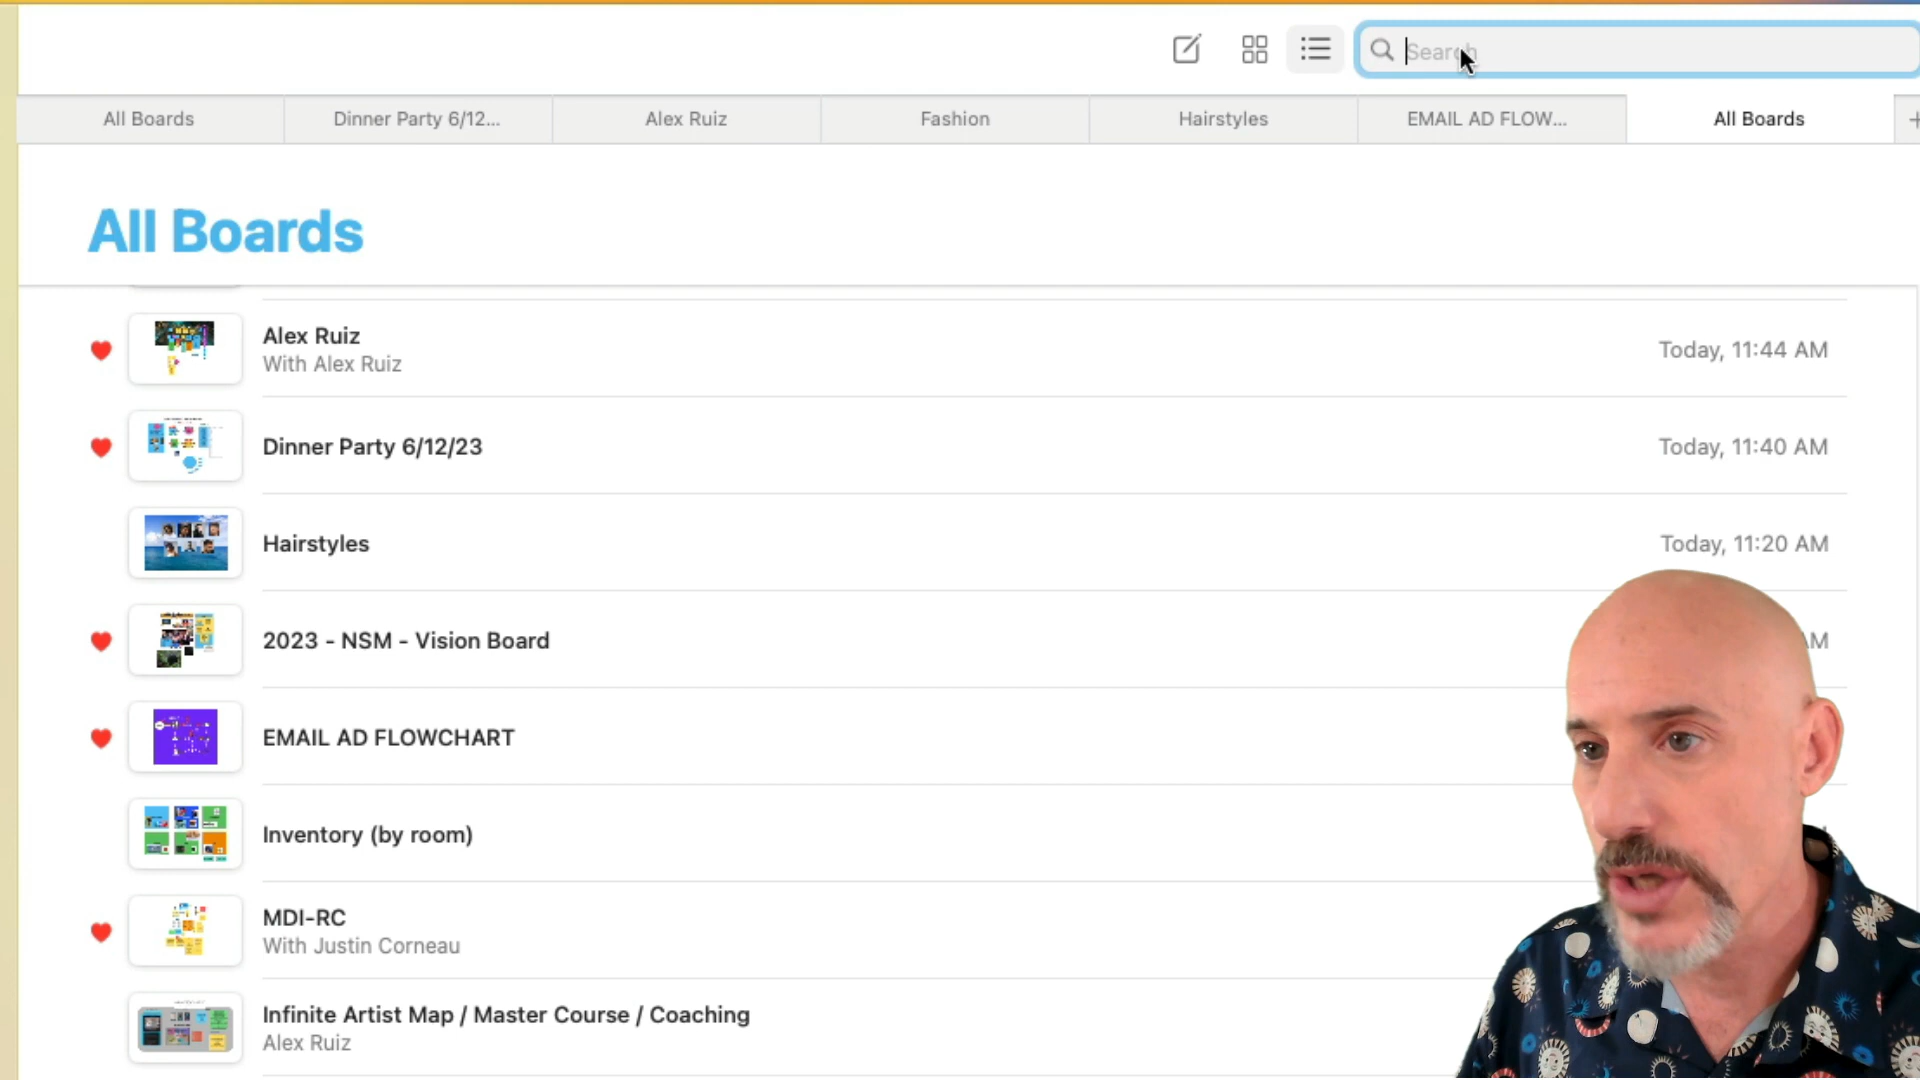 Search
All Boards
Dinner Party 6/12...
Alex Ruiz
Fashion
Hairstyles
EMAIL AD FLOW...
All Boards
All Boards
Alex Ruiz
With Alex Ruiz
Today, 11:44 AM
Dinner Party 6/12/23
Today, 11:40 AM
Hairstyles
Today, 11:20 AM
2023 - NSM - Vision Board
AM
EMAIL AD FLOWCHART
Inventory (by room)
MDI-RC
With Justin Corneau
Infinite Artist Map / Master Course / Coaching
Alex Ruiz